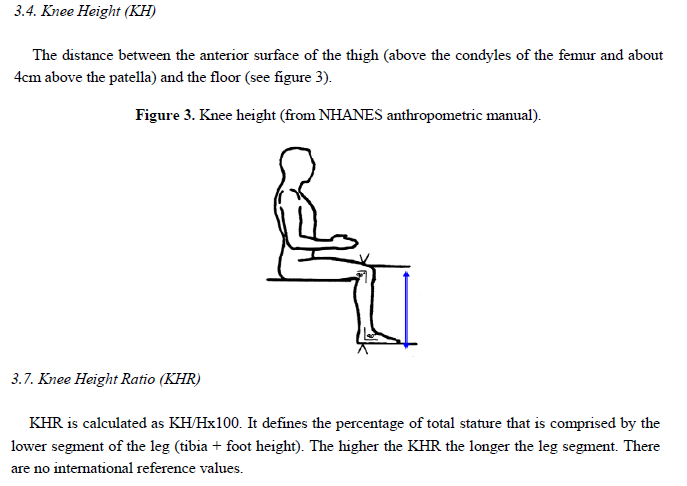 3.4. Knee Height (KH)
The distance between the anterior surface of the thigh (above the condyles of the femur and about
4cm above the patella) and the floor (see figure 3).
Figure 3. Knee height (from NHANES anthropometric manual).
3.7. Knee Height Ratio (KHR)
KHR is calculated as KH/Hx100. It defines the percentage of total stature that is comprised by the
lower segment of the leg (tibia + foot height). The higher the KHR the longer the leg segment. There
are no international reference values.